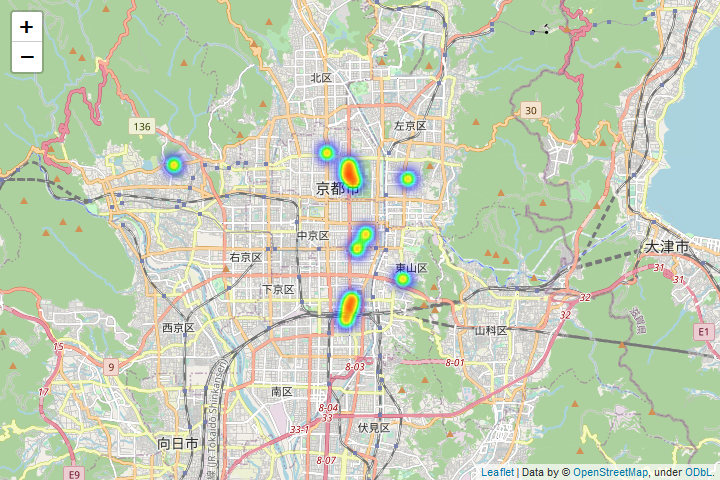 +
−
北区
136
左京区
30
京都市
中京区
大津市
右京区
東山区
31
31
下京区
32
滋賀県
西京区
32
山科区
E1
15
9
8-03
8-01
17
(JR Tokaido Shinkansen)
南区
8-04
33
33-1
伏見区
向日市
8-07
E9
Leaflet | Data by © OpenStreetMap, under ODbL.